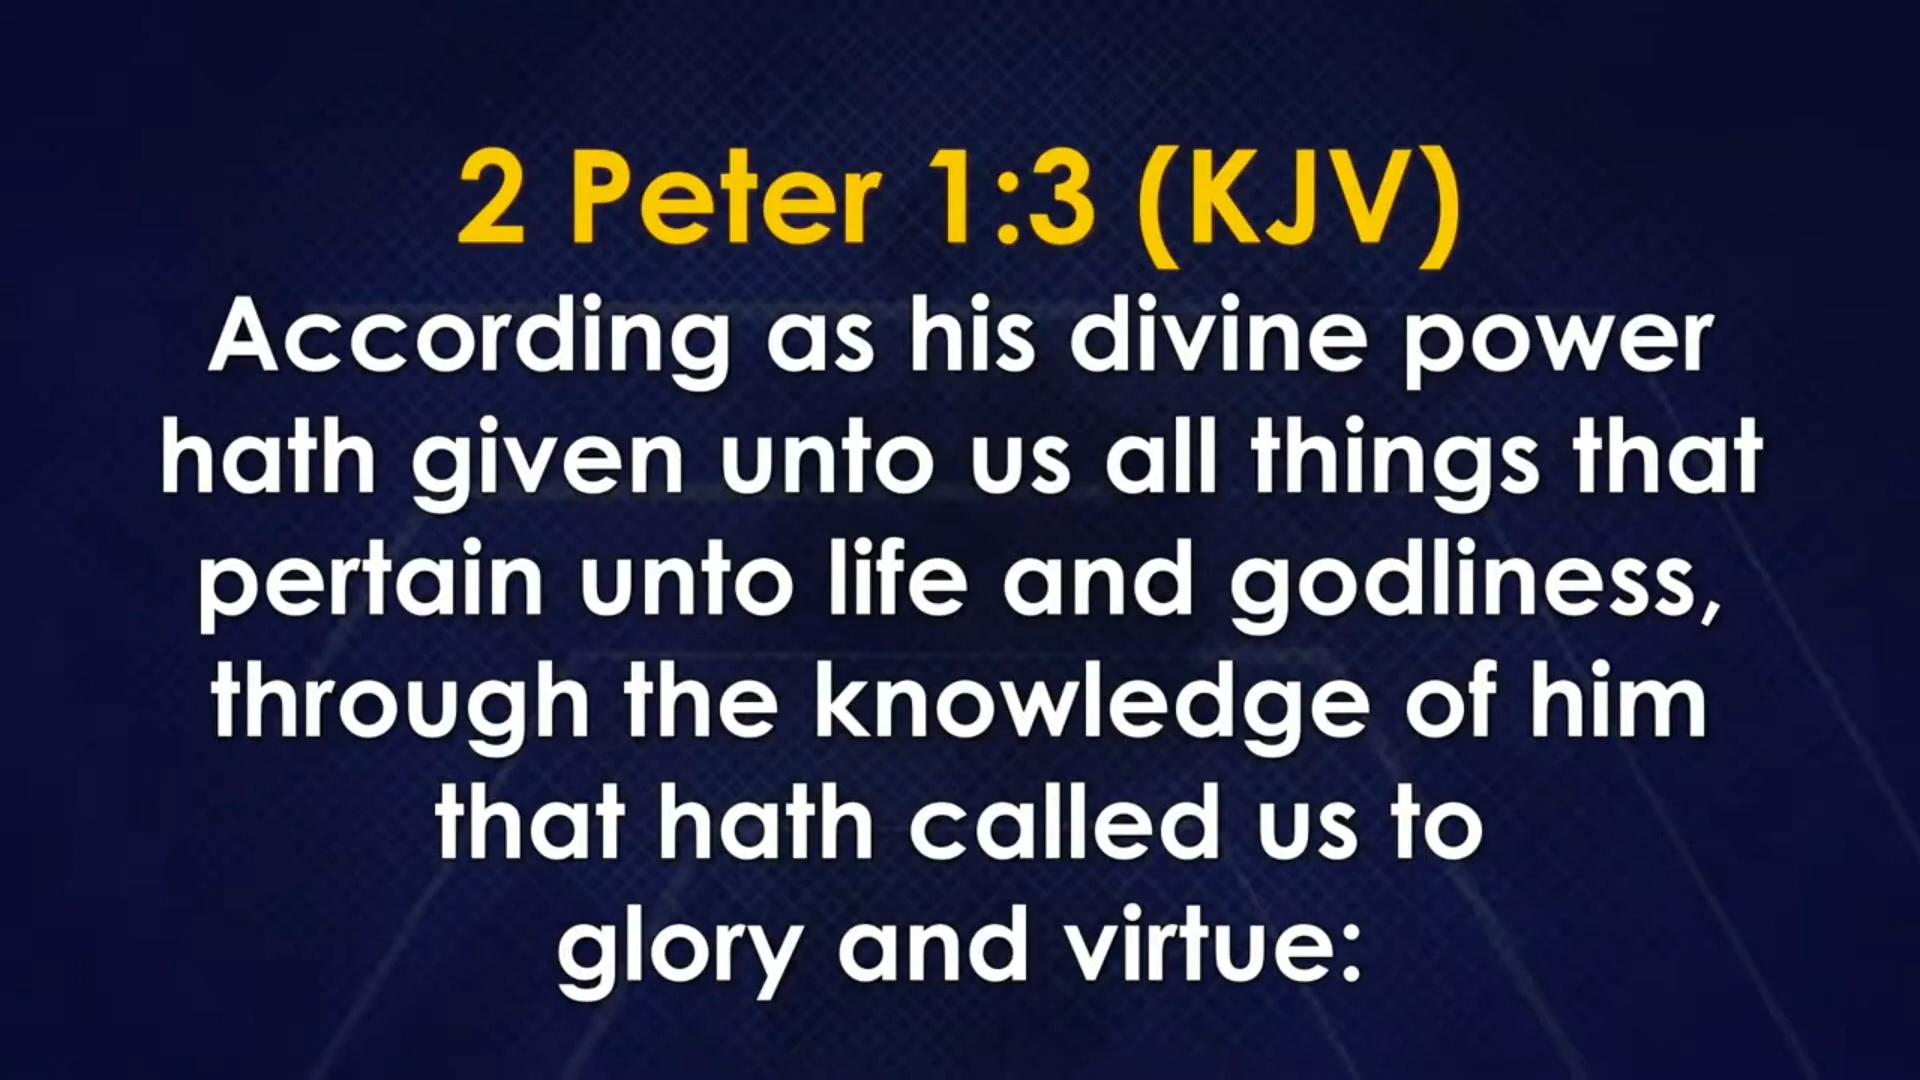 2 Peter 1:3 (KJV)
According as his divine power
hath given unto us all things that
pertain unto life and godliness,
through the knowledge of him
that hath called us to
glory and virtue: